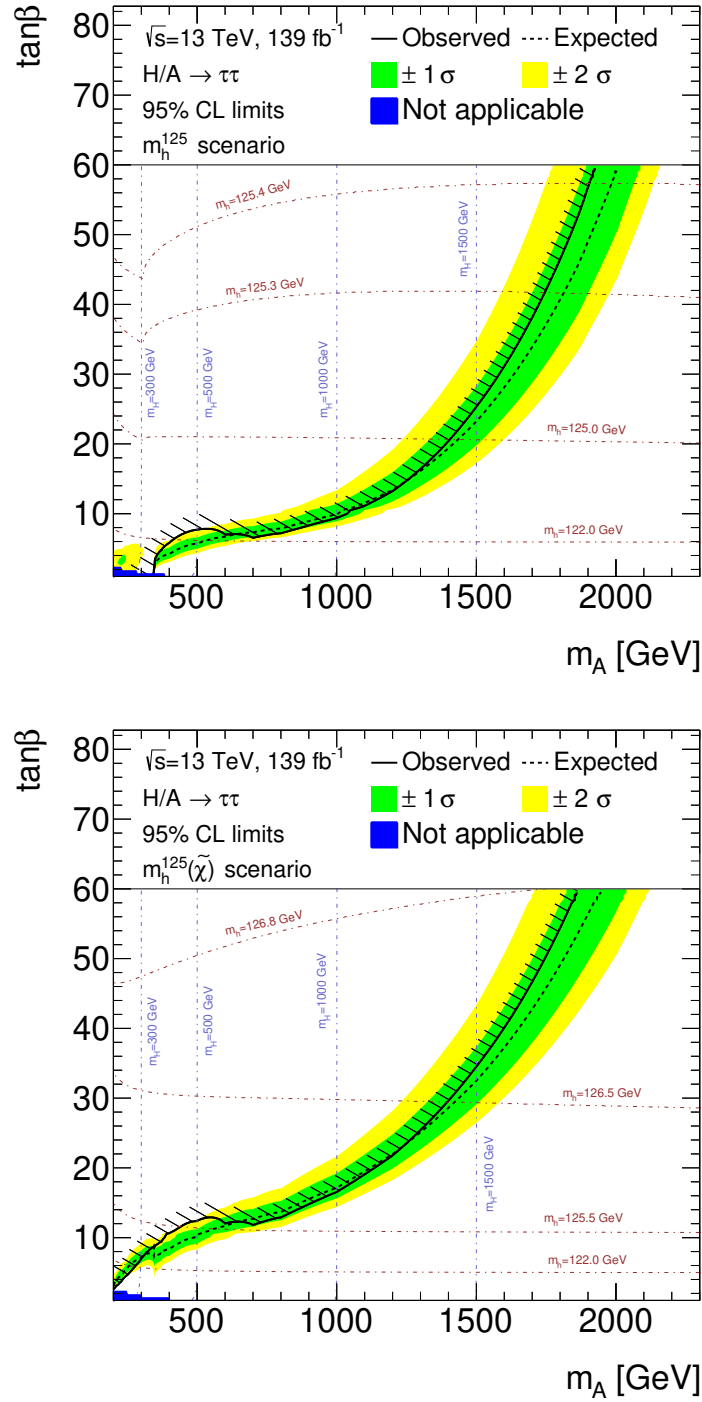 tanβ
80
70
60
50
40
30
20
10
√s=13 TeV, 139 fb⁻¹
H/A → ττ
95% CL limits
m_h^125 scenario
Observed
Expected
± 1σ
± 2 σ
Not applicable
m_h=125.4 GeV
m_h=125.3 GeV
m_h=125.0 GeV
m_h=122.0 GeV
m_H=300 GeV
m_H=500 GeV
m_H=1000 GeV
m_H=1500 GeV
500 1000 1500 2000
m_A [GeV]
tanβ
80
70
60
50
40
30
20
10
√s=13 TeV, 139 fb⁻¹
H/A → ττ
95% CL limits
m_h^125(χ̃) scenario
Observed
Expected
± 1σ
± 2 σ
Not applicable
m_h=126.8 GeV
m_h=126.5 GeV
m_h=125.5 GeV
m_h=122.0 GeV
m_H=300 GeV
m_H=500 GeV
m_H=1000 GeV
m_H=1500 GeV
500 1000 1500 2000
m_A [GeV]